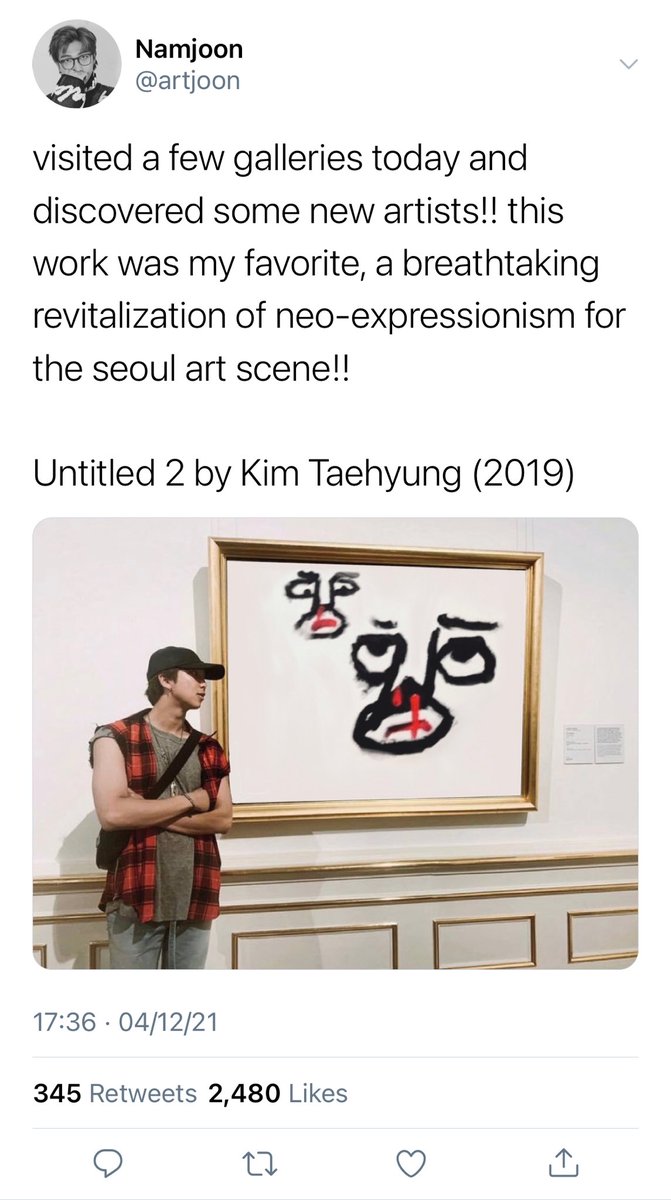 Namjoon
@artjoon
visited a few galleries today and
discovered some new artists!! this
work was my favorite, a breathtaking
revitalization of neo-expressionism for
the seoul art scene!!
Untitled 2 by Kim Taehyung (2019)
17:36 · 04/12/21
345 Retweets 2,480 Likes